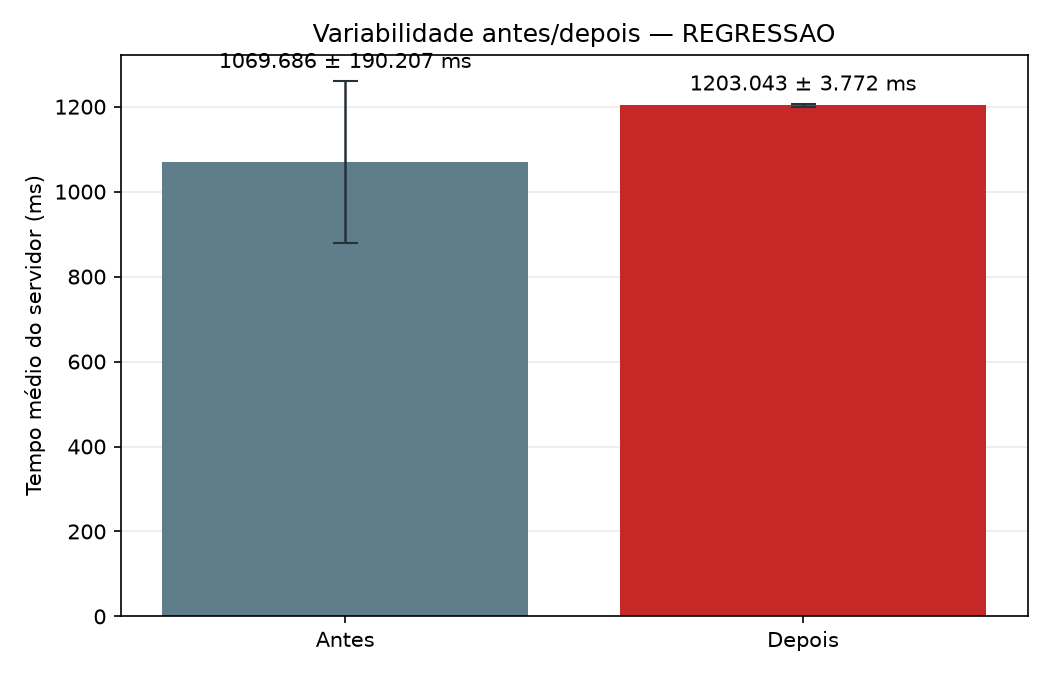 Variabilidade antes/depois — REGRESSAO
1069.686 ± 190.207 ms
1203.043 ± 3.772 ms
Tempo médio do servidor (ms)
1200
1000
800
600
400
200
0
Antes
Depois